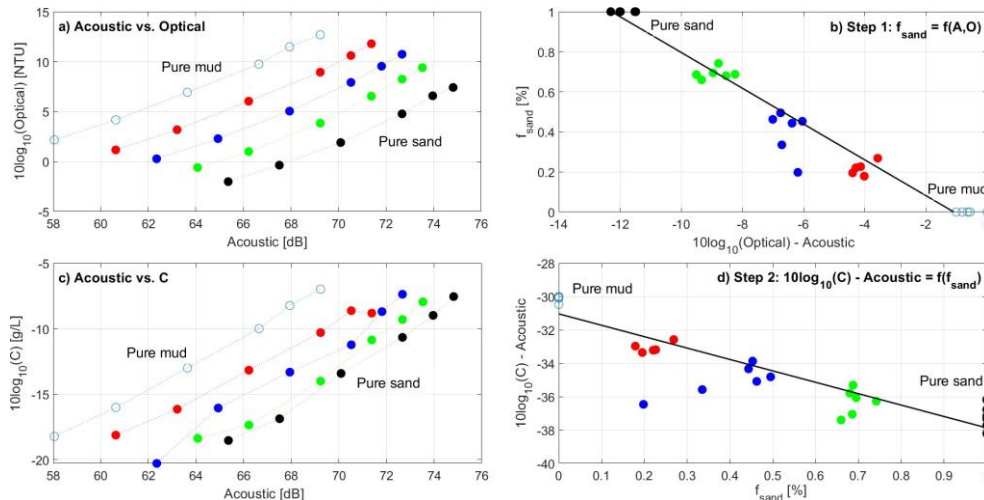 a) Acoustic vs. Optical
Pure mud
Pure sand
10log10(Optical) [NTU]
15
10
5
0
-5
58 60 62 64 66 68 70 72 74 76
Acoustic [dB]
b) Step 1: fsand = f(A,O)
Pure sand
Pure mud
fsand [%]
1
0.8
0.6
0.4
0.2
0
-14 -12 -10 -8 -6 -4 -2 0
10log10(Optical) - Acoustic
c) Acoustic vs. C
Pure mud
Pure sand
10log10(C) [g/L]
-5
-10
-15
-20
58 60 62 64 66 68 70 72 74 76
Acoustic [dB]
d) Step 2: 10log10(C) - Acoustic = f(fsand)
Pure mud
Pure sand
10log10(C) - Acoustic
-28
-30
-32
-34
-36
-38
-40
0 0.1 0.2 0.3 0.4 0.5 0.6 0.7 0.8 0.9
fsand [%]